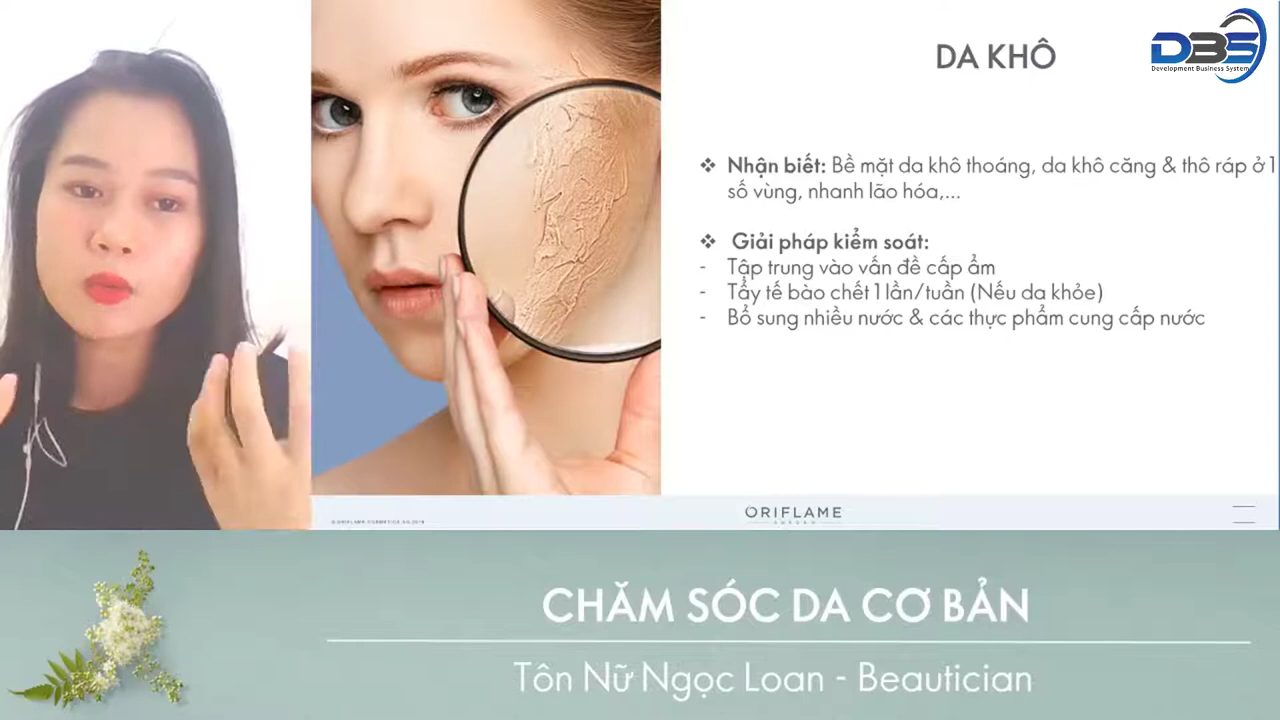 DA KHÔ
DBS
Development Business System
❖ Nhận biết: Bề mặt da khô thoáng, da khô căng & thô ráp ở 1
số vùng, nhanh lão hóa,...
❖ Giải pháp kiểm soát:
- Tập trung vào vấn đề cấp ẩm
- Tẩy tế bào chết 1 lần/tuần (Nếu da khỏe)
- Bổ sung nhiều nước & các thực phẩm cung cấp nước
ORIFLAME
SWEDEN
CHĂM SÓC DA CƠ BẢN
Tôn Nữ Ngọc Loan - Beautician